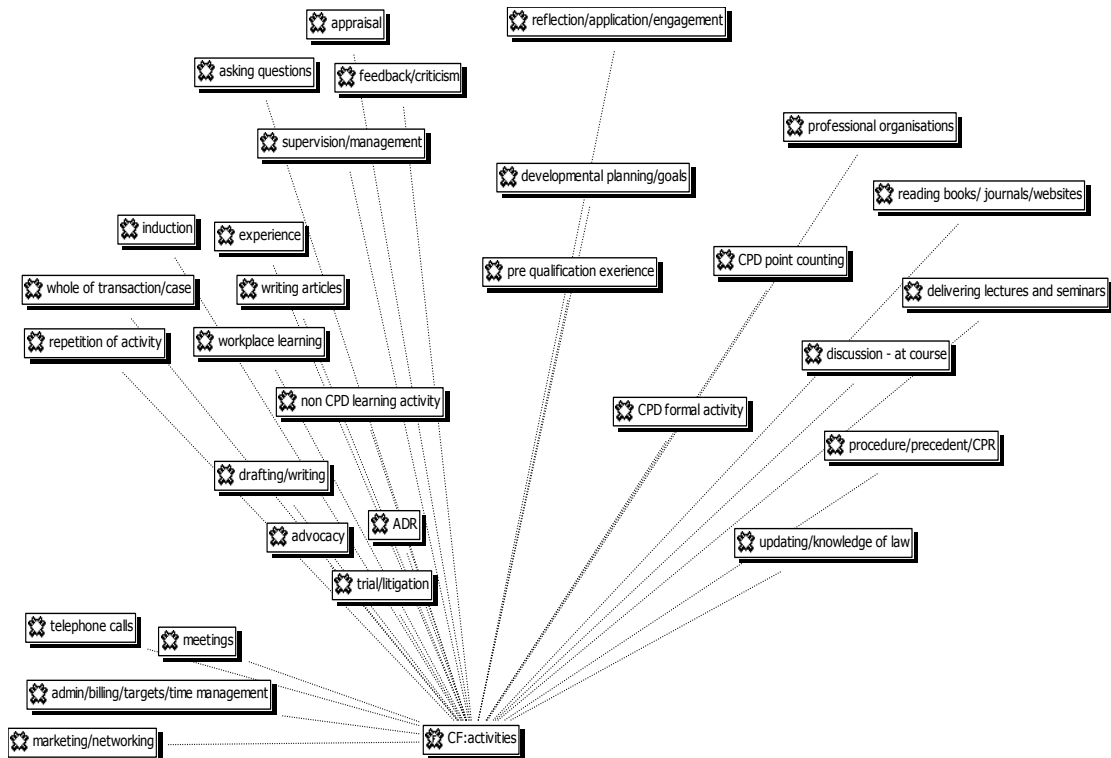 reflection/application/engagement
appraisal
asking questions
feedback/criticism
professional organisations
supervision/management
developmental planning/goals
reading books/ journals/websites
induction
experience
CPD point counting
pre qualification exerience
whole of transaction/case
writing articles
delivering lectures and seminars
repetition of activity
workplace learning
discussion - at course
non CPD learning activity
CPD formal activity
procedure/precedent/CPR
drafting/writing
ADR
advocacy
updating/knowledge of law
trial/litigation
telephone calls
meetings
admin/billing/targets/time management
marketing/networking
CF:activities